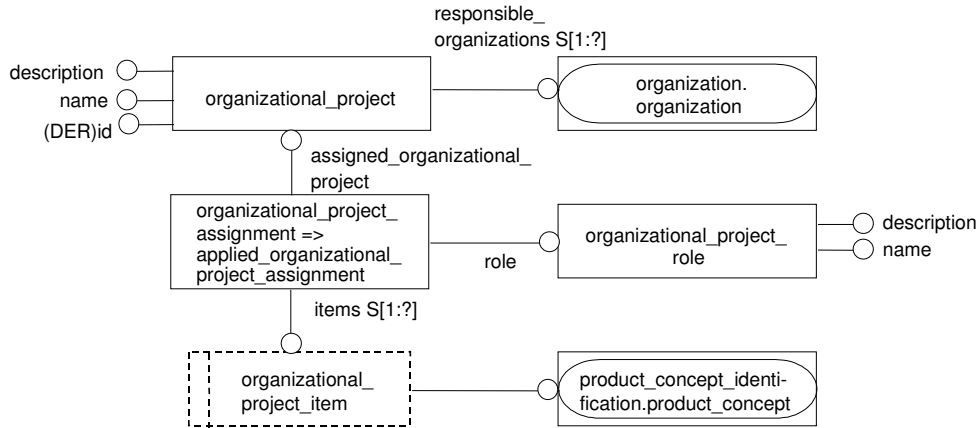 responsible_
organizations S[1:?]
description
name
(DER)id
organizational_project
organization.
organization
assigned_organizational_
project
organizational_project_
assignment =>
applied_organizational_
project_assignment
role
organizational_project_
role
description
name
items S[1:?]
organizational_
project_item
product_concept_identi-
fication.product_concept